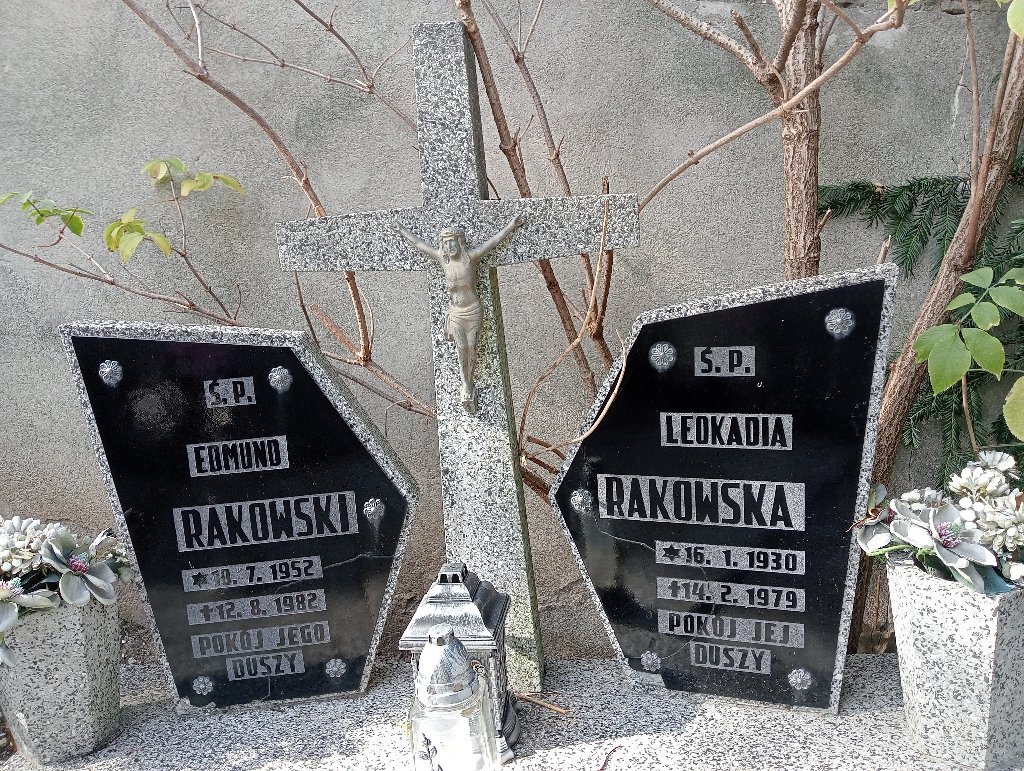 Ś. P.
EDMUND
RAKOWSKI
✶ 18. 7. 1952
✝ 12. 8. 1982
POKÓJ JEGO
DUSZY
Ś. P.
LEOKADIA
RAKOWSKA
✶ 16. 1. 1930
✝ 14. 2. 1979
POKÓJ JEJ
DUSZY